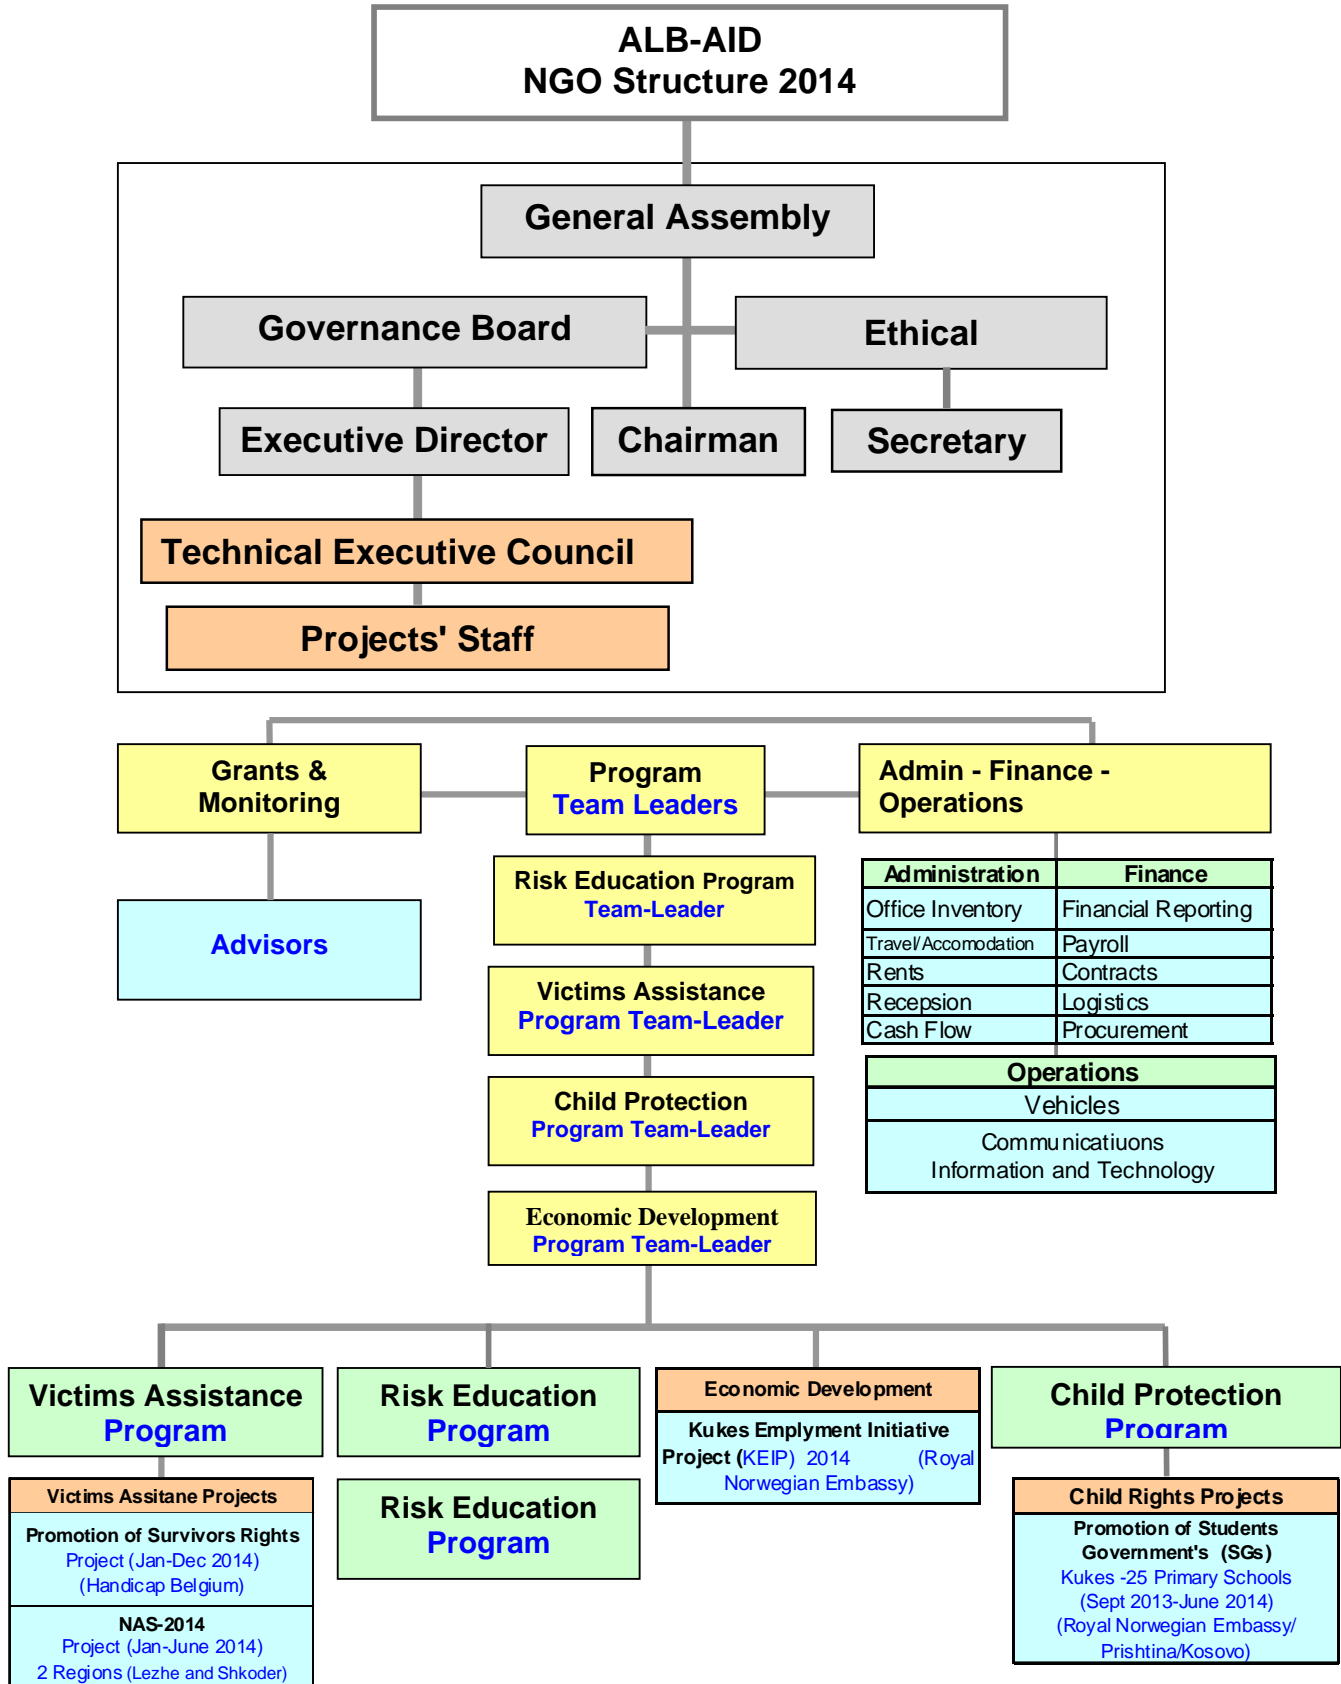 ALB-AID
NGO Structure 2014
General Assembly
Governance Board
Ethical
Executive Director
Chairman
Secretary
Technical Executive Council
Projects' Staff
Grants &
Monitoring
Program
Team Leaders
Admin - Finance -
Operations
Advisors
Risk Education Program
Team-Leader
Victims Assistance
Program Team-Leader
Child Protection
Program Team-Leader
Economic Development
Program Team-Leader
Administration Finance
Office Inventory Financial Reporting
Travel/Accomodation Payroll
Rents Contracts
Recepsion Logistics
Cash Flow Procurement
Operations
Vehicles
Communicatiuons
Information and Technology
Victims Assistance
Program
Victims Assitane Projects
Promotion of Survivors Rights
Project (Jan-Dec 2014)
(Handicap Belgium)
NAS-2014
Project (Jan-June 2014)
2 Regions (Lezhe and Shkoder)
Risk Education
Program
Risk Education
Program
Economic Development
Kukes Emplyment Initiative
Project (KEIP) 2014 (Royal
Norwegian Embassy)
Child Protection
Program
Child Rights Projects
Promotion of Students
Government's (SGs)
Kukes -25 Primary Schools
(Sept 2013-June 2014)
(Royal Norwegian Embassy/
Prishtina/Kosovo)